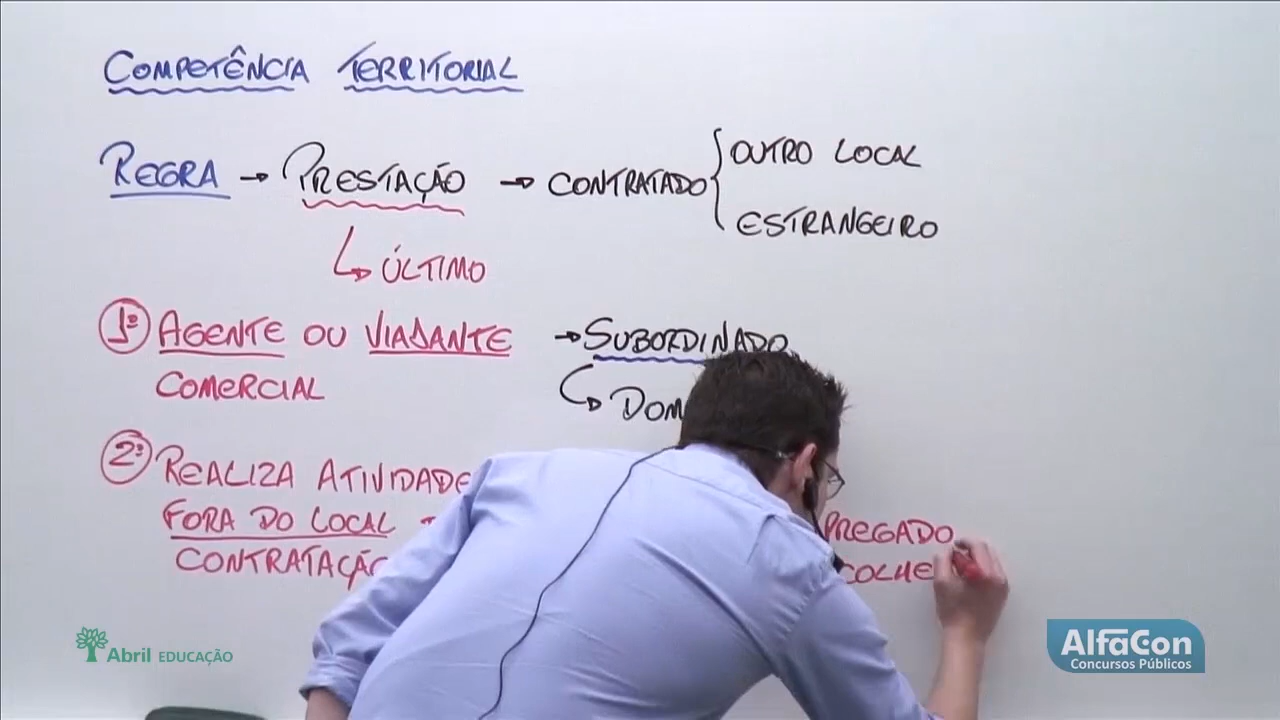 COMPETÊNCIA TERRITORIAL
REGRA → PRESTAÇÃO → CONTRATADO { OUTRO LOCAL
ESTRANGEIRO
↳ ÚLTIMO
1º AGENTE OU VIAJANTE → SUBORDINADO
COMERCIAL
2º REALIZA ATIVIDADE
FORA DO LOCAL
CONTRATAÇÃO
Abril EDUCAÇÃO
AlfaCon
Concursos Públicos